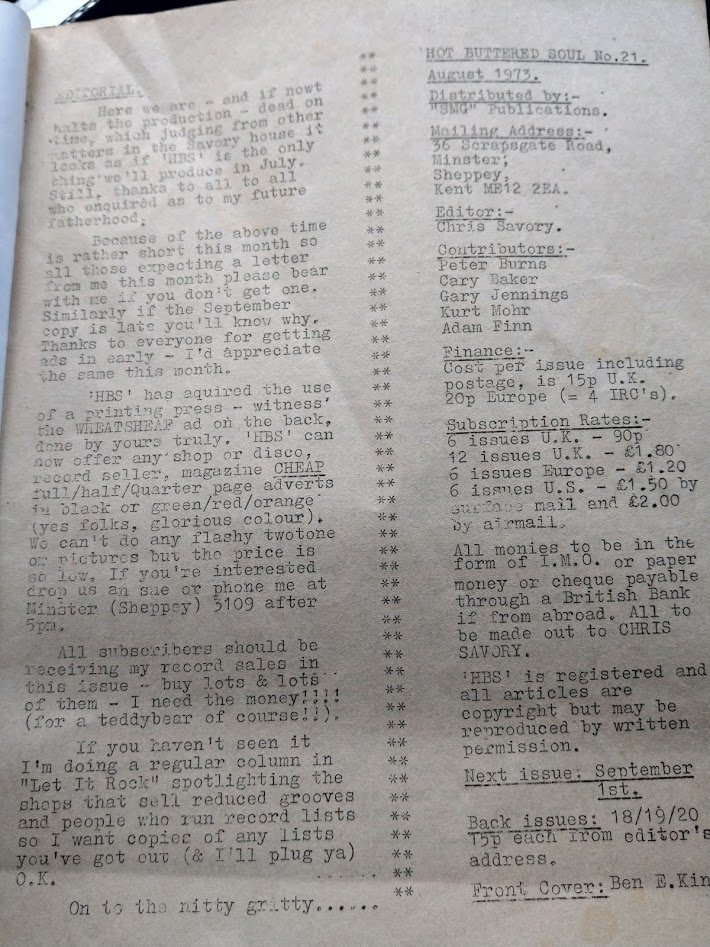 EDITORIAL.
Here we are - and if nowt
halts the production - dead on
time, which judging from other
matters in the Savory house it
looks as if 'HBS' is the only
thing we'll produce in July.
Still, thanks to all to all
who enquired as to my future
fatherhood.
Because of the above time
is rather short this month so
all those expecting a letter
from me this month please bear
with me if you don't get one.
Similarly if the September
copy is late you'll know why.
Thanks to everyone for getting
ads in early - I'd appreciate
the same this month.
'HBS' has aquired the use
of a printing press - witness'
the WHEATSHEAF ad on the back,
done by yours truly. 'HBS' can
now offer any shop or disco,
record seller, magazine CHEAP
full/half/Quarter page adverts
in black or green/red/orange
(yes folks, glorious colour).
We can't do any flashy twotone
or pictures but the price is
so low. If you're interested
drop us an sae or phone me at
Minster (Sheppey) 3109 after
5pm.
All subscribers should be
receiving my record sales in
this issue - buy lots & lots
of them - I need the money!!!!
(for a teddybear of course!!).
If you haven't seen it
I'm doing a regular column in
"Let It Rock" spotlighting the
shops that sell reduced grooves
and people who run record lists
so I want copies of any lists
you've got out (& I'll plug ya)
O.K. ......
On to the nitty gritty......
HOT BUTTERED SOUL No.21.
August 1973.
Distributed by:-
"SMG" Publications.
Mailing Address:-
36 Scrapsgate Road,
Minster,
Sheppey,
Kent ME12 2EA.
Editor:-
Chris Savory.
Contributors:-
Peter Burns
Cary Baker
Gary Jennings
Kurt Mohr
Adam Finn
Finance:-
Cost per issue including
postage, is 15p U.K.
20p Europe (= 4 IRC's).
Subscription Rates:-
6 issues U.K. - 90p
12 issues U.K. - £1.80
6 issues Europe - £1.20
6 issues U.S. - £1.50 by
surface mail and £2.00
by airmail.
All monies to be in the
form of I.M.O. or paper
money or cheque payable
through a British Bank
if from abroad. All to
be made out to CHRIS
SAVORY.
'HBS' is registered and
all articles are
copyright but may be
reproduced by written
permission.
Next issue: September
1st.
Back issues: 18/19/20
15p each from editor's
address.
Front Cover: Ben E.Kin